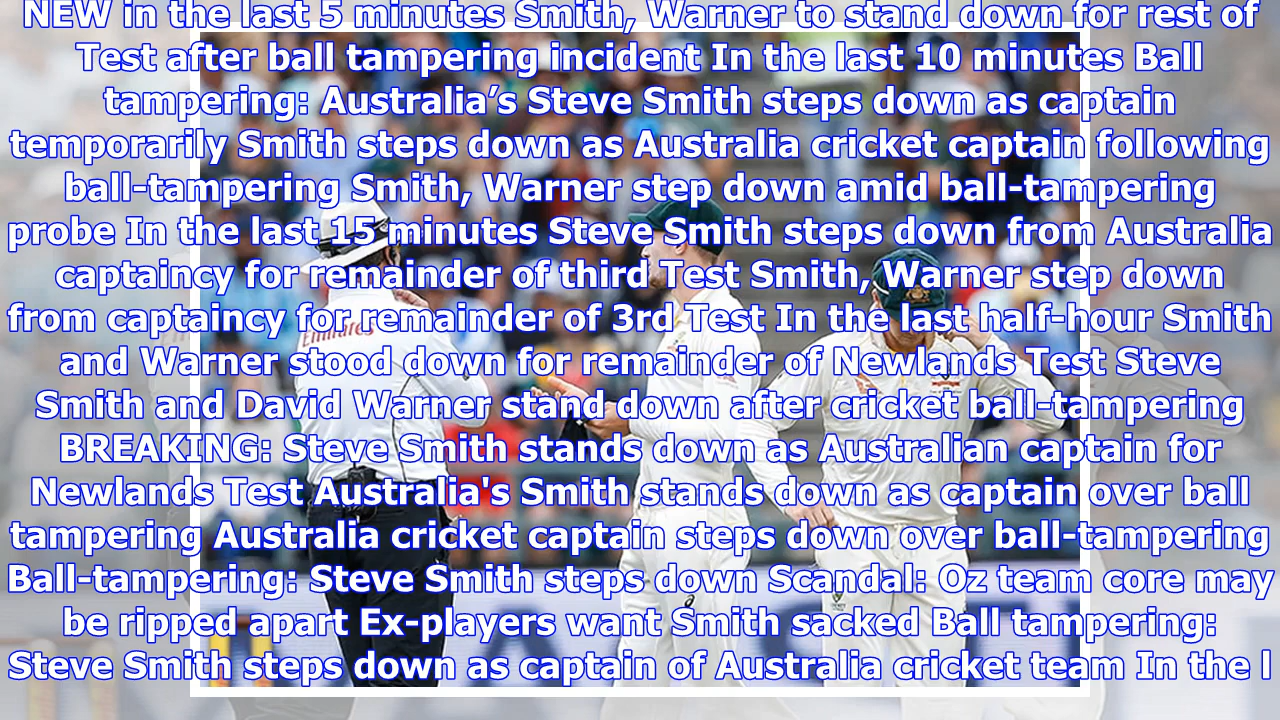 NEW in the last 5 minutes Smith, Warner to stand down for rest of
Test after ball tampering incident In the last 10 minutes Ball
tampering: Australia’s Steve Smith steps down as captain
temporarily Smith steps down as Australia cricket captain following
ball-tampering Smith, Warner step down amid ball-tampering
probe In the last 15 minutes Steve Smith steps down from Australia
captaincy for remainder of third Test Smith, Warner step down
from captaincy for remainder of 3rd Test In the last half-hour Smith
and Warner stood down for remainder of Newlands Test Steve
Smith and David Warner stand down after cricket ball-tampering
BREAKING: Steve Smith stands down as Australian captain for
Newlands Test Australia's Smith stands down as captain over ball
tampering Australia cricket captain steps down over ball-tampering
Ball-tampering: Steve Smith steps down Scandal: Oz team core may
be ripped apart Ex-players want Smith sacked Ball tampering:
Steve Smith steps down as captain of Australia cricket team In the l
Emirates